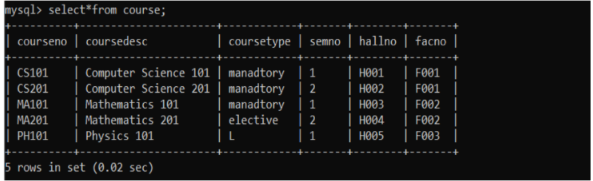 mysql> select*from course;
+----------+----------------------+------------+-------+--------+-------+
| courseno | coursedesc | coursetype | semno | hallno | facno |
+----------+----------------------+------------+-------+--------+-------+
| CS101 | Computer Science 101 | manadtory | 1 | H001 | F001 |
| CS201 | Computer Science 201 | manadtory | 2 | H002 | F001 |
| MA101 | Mathematics 101 | manadtory | 1 | H003 | F002 |
| MA201 | Mathematics 201 | elective | 2 | H004 | F002 |
| PH101 | Physics 101 | L | 1 | H005 | F003 |
+----------+----------------------+------------+-------+--------+-------+
5 rows in set (0.02 sec)